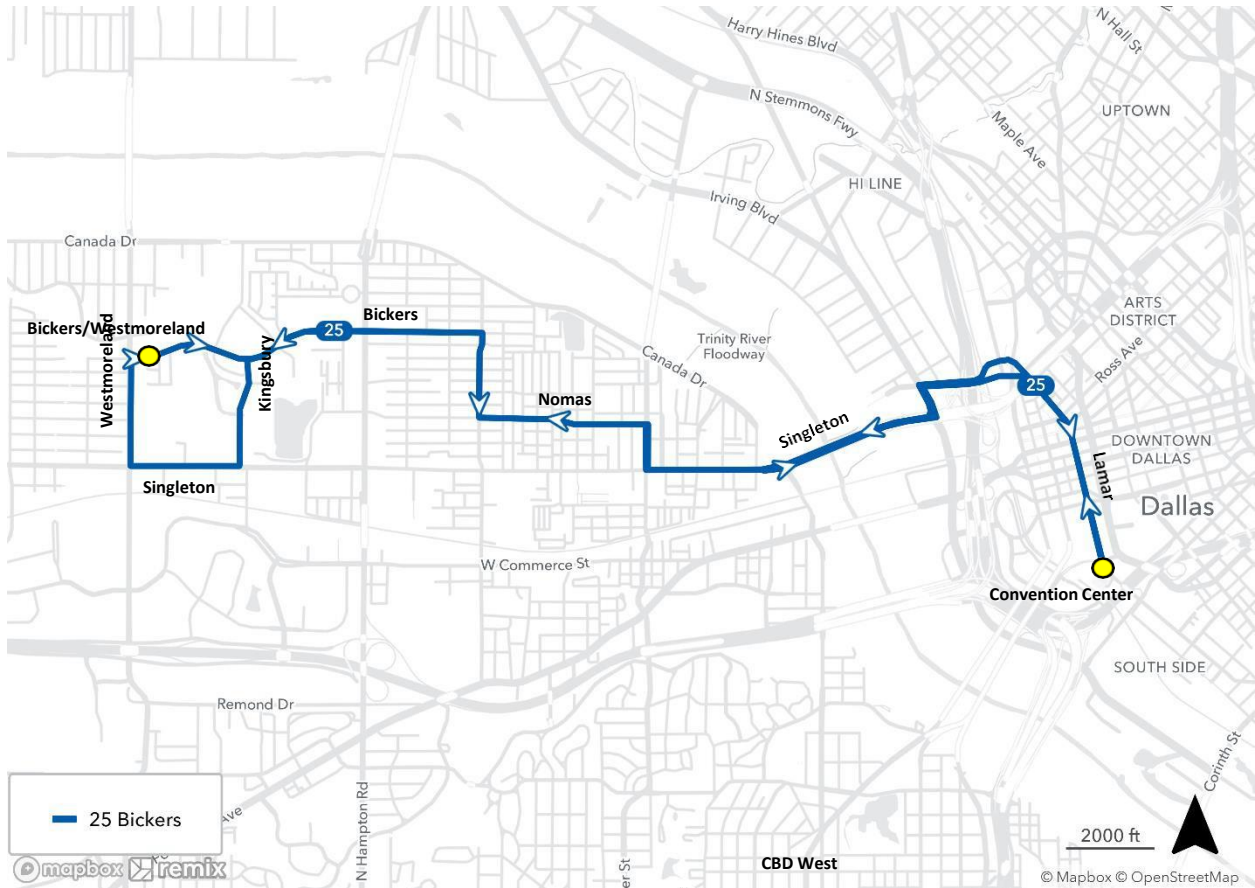 Harry Hines Blvd
N Hall St
N Stemmons Fwy
UPTOWN
Maple Ave
HI LINE
Irving Blvd
Canada Dr
ARTS
DISTRICT
Bickers
Bickers/Westmoreland
25
Trinity River
Floodway
Ross Ave
Canada Dr
Kingsbury
Westmoreland
25
Nomas
Singleton
DOWNTOWN
DALLAS
Lamar
Singleton
Dallas
W Commerce St
Convention Center
SOUTH SIDE
Remond Dr
Corinth St
N Hampton Rd
25 Bickers
Ave
2000 ft
CBD West
er St
mapbox remix
© Mapbox © OpenStreetMap